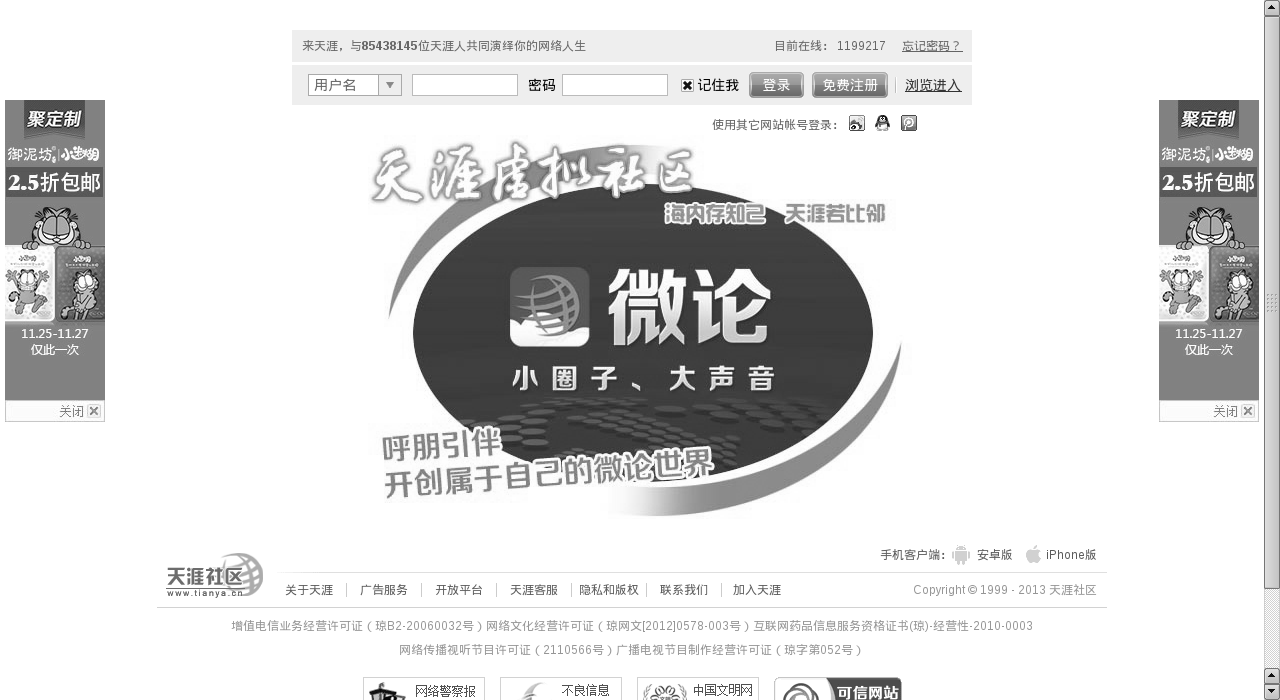 来天涯，与85438145位天涯人共同演绎你的网络人生 目前在线： 1199217 忘记密码？
用户名 密码 记住我 登录 免费注册 浏览进入
使用其它网站帐号登录：
聚定制
御泥坊 小迷糊
2.5折包邮
11.25-11.27
仅此一次
关闭
天涯虚拟社区
海内存知己 天涯若比邻
微论
小圈子、大声音
呼朋引伴
开创属于自己的微论世界
聚定制
御泥坊 小迷糊
2.5折包邮
11.25-11.27
仅此一次
关闭
手机客户端： 安卓版 iPhone版
天涯社区
www.tianya.cn
关于天涯 广告服务 开放平台 天涯客服 隐私和版权 联系我们 加入天涯 Copyright © 1999 - 2013 天涯社区
增值电信业务经营许可证（琼B2-20060032号）网络文化经营许可证（琼网文[2012]0578-003号）互联网药品信息服务资格证书(琼)-经营性-2010-0003
网络传播视听节目许可证（2110566号）广播电视节目制作经营许可证（琼字第052号）
网络警察报 不良信息 中国文明网 可信网站